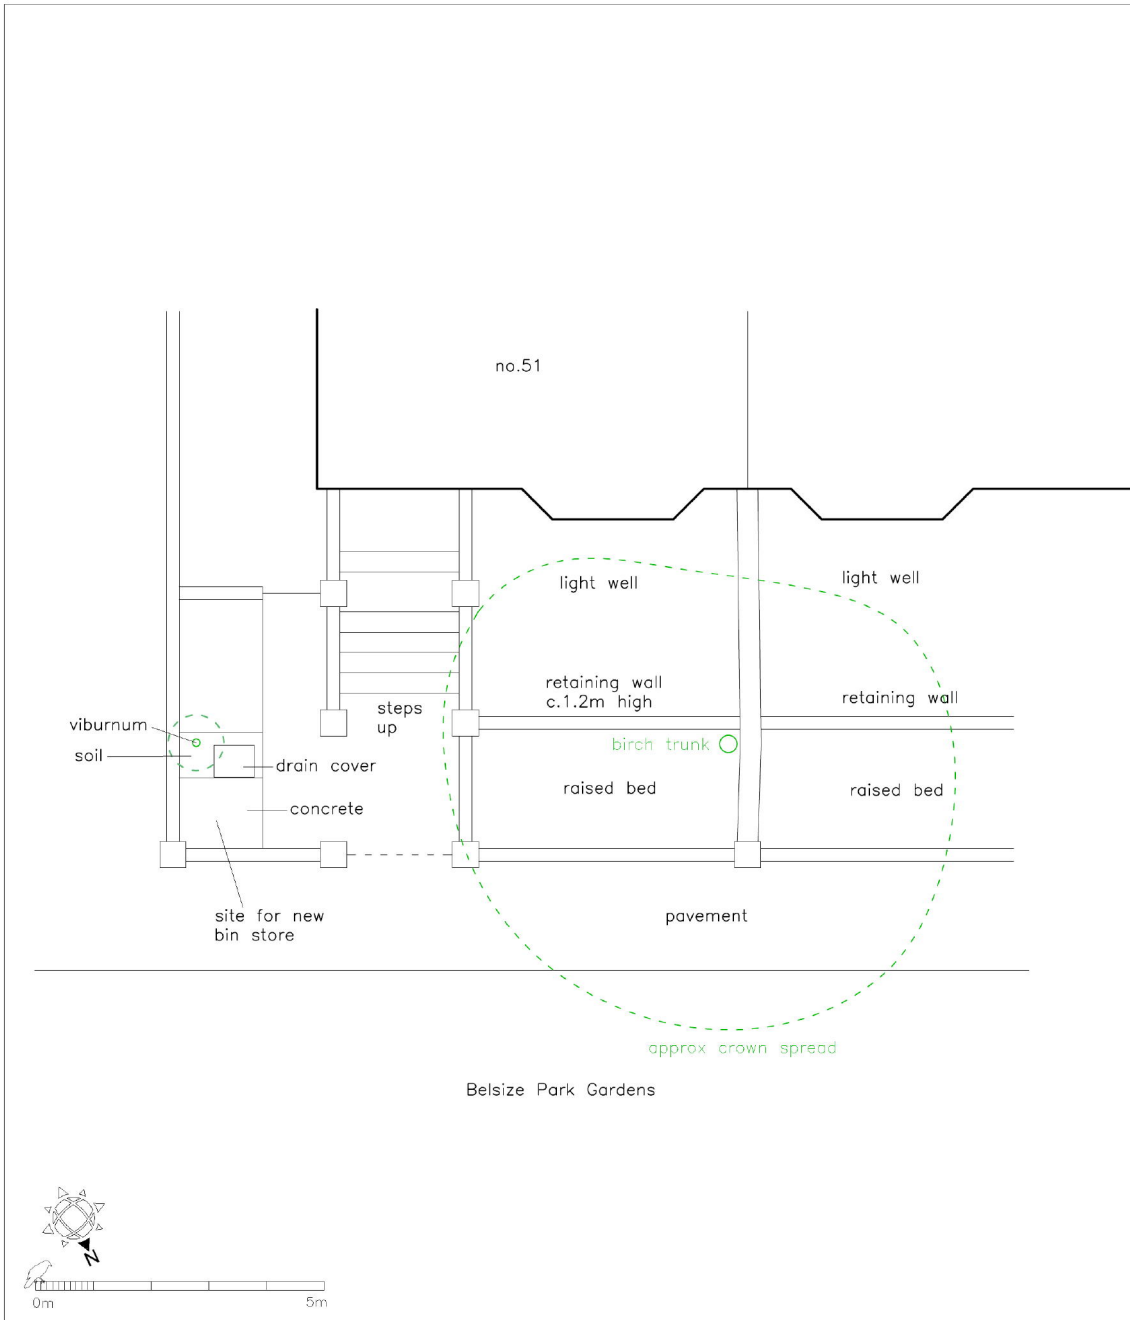 no.51
light well
light well
retaining wall
c.1.2m high
retaining wall
steps
up
viburnum
birch trunk
soil
drain cover
raised bed
raised bed
concrete
site for new
bin store
pavement
approx crown spread
Belsize Park Gardens
N
0m
5m